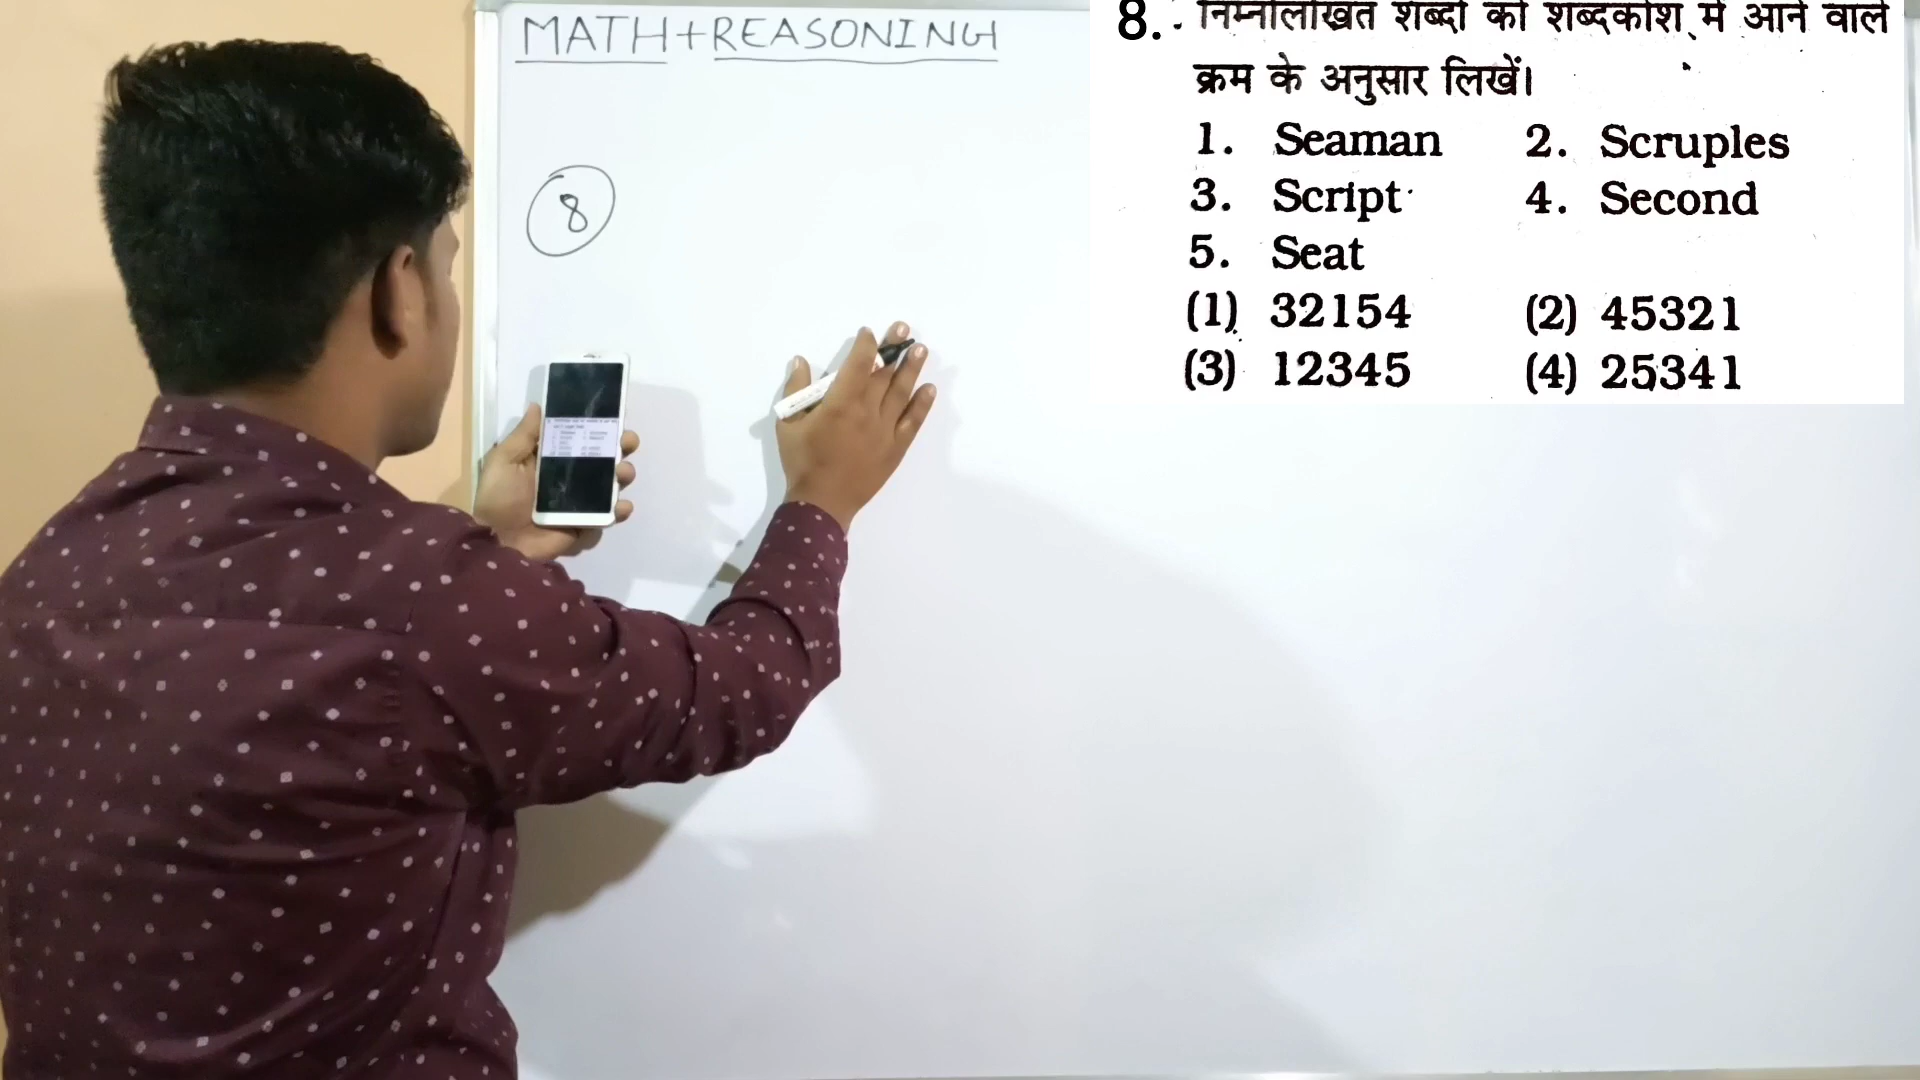 MATH+REASONING
8
8. निम्नलिखित शब्दों को शब्दकोश में आने वाले
क्रम के अनुसार लिखें।
1. Seaman 2. Scruples
3. Script 4. Second
5. Seat
(1) 32154 (2) 45321
(3) 12345 (4) 25341